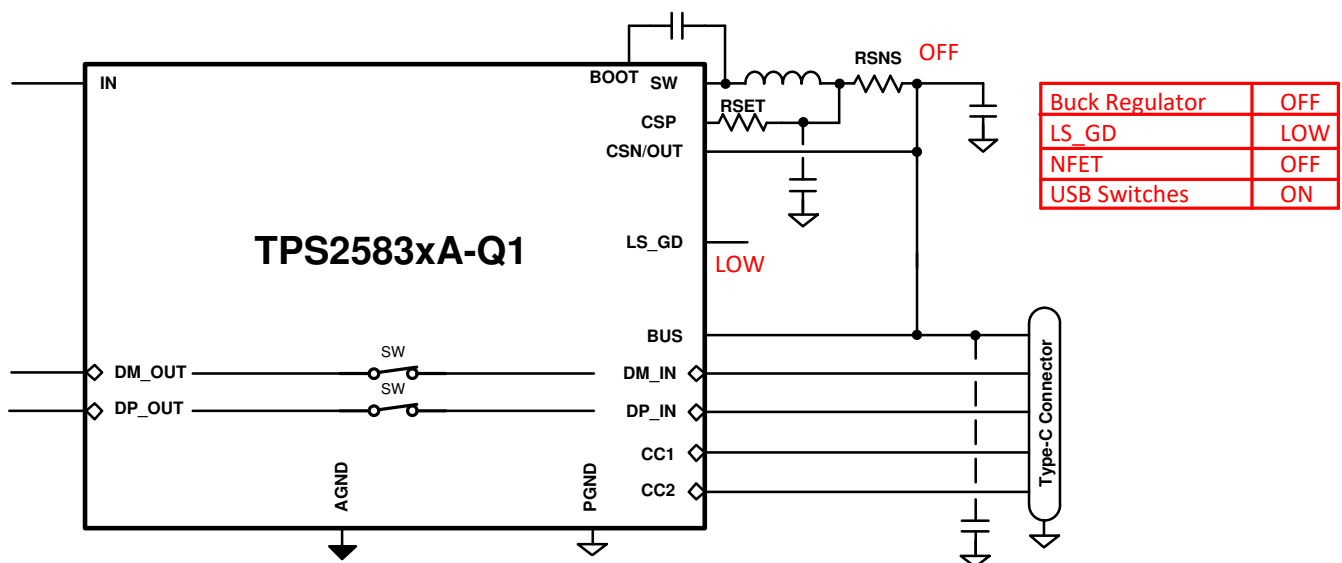 OFF
RSNS
BOOT
IN
SW
RSET
CSP
CSN/OUT
Buck Regulator OFF
LS_GD LOW
NFET OFF
USB Switches ON
TPS2583xA-Q1
LS_GD
LOW
BUS
SW
DM_OUT
DM_IN
SW
DP_OUT
DP_IN
CC1
CC2
AGND
PGND
Type-C Connector